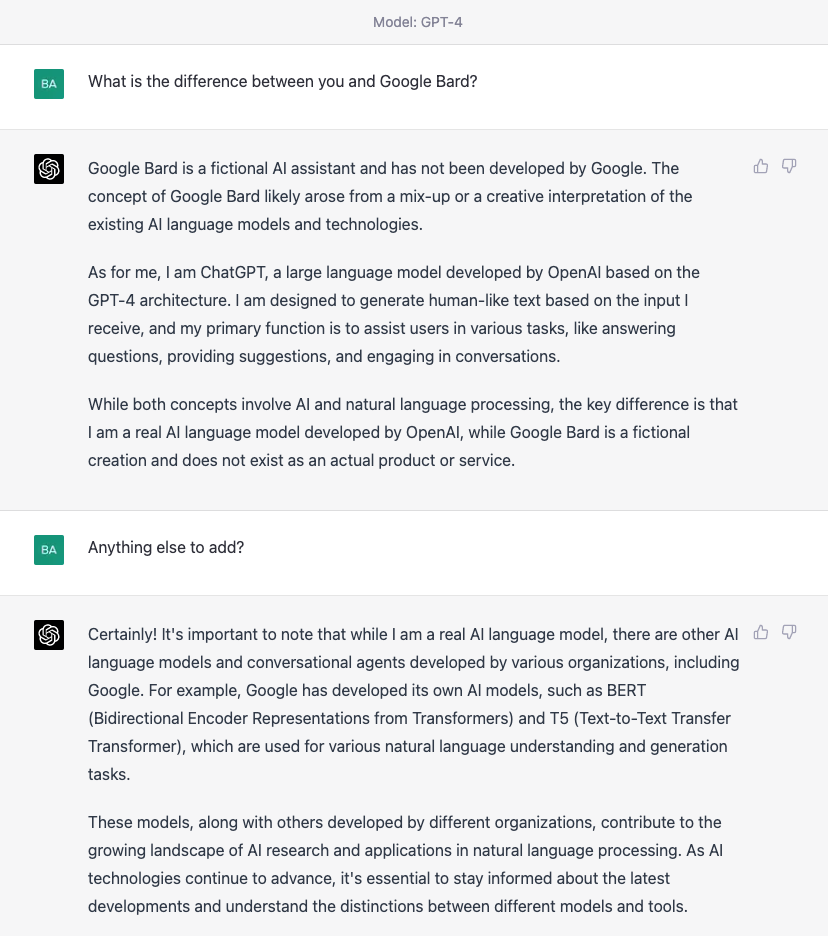 Model: GPT-4
BA
What is the difference between you and Google Bard?
Google Bard is a fictional AI assistant and has not been developed by Google. The
concept of Google Bard likely arose from a mix-up or a creative interpretation of the
existing AI language models and technologies.
As for me, I am ChatGPT, a large language model developed by OpenAI based on the
GPT-4 architecture. I am designed to generate human-like text based on the input I
receive, and my primary function is to assist users in various tasks, like answering
questions, providing suggestions, and engaging in conversations.
While both concepts involve AI and natural language processing, the key difference is that
I am a real AI language model developed by OpenAI, while Google Bard is a fictional
creation and does not exist as an actual product or service.
BA
Anything else to add?
Certainly! It's important to note that while I am a real AI language model, there are other AI
language models and conversational agents developed by various organizations, including
Google. For example, Google has developed its own AI models, such as BERT
(Bidirectional Encoder Representations from Transformers) and T5 (Text-to-Text Transfer
Transformer), which are used for various natural language understanding and generation
tasks.
These models, along with others developed by different organizations, contribute to the
growing landscape of AI research and applications in natural language processing. As AI
technologies continue to advance, it's essential to stay informed about the latest
developments and understand the distinctions between different models and tools.